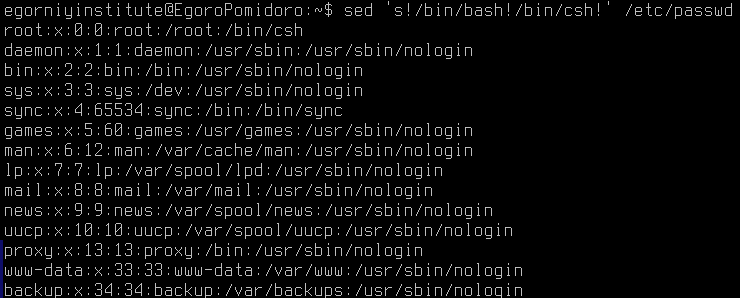 egorniyinstitute@EgoroPomidoro:~$ sed 's!/bin/bash!/bin/csh!' /etc/passwd
root:x:0:0:root:/root:/bin/csh
daemon:x:1:1:daemon:/usr/sbin:/usr/sbin/nologin
bin:x:2:2:bin:/bin:/usr/sbin/nologin
sys:x:3:3:sys:/dev:/usr/sbin/nologin
sync:x:4:65534:sync:/bin:/bin/sync
games:x:5:60:games:/usr/games:/usr/sbin/nologin
man:x:6:12:man:/var/cache/man:/usr/sbin/nologin
lp:x:7:7:lp:/var/spool/lpd:/usr/sbin/nologin
mail:x:8:8:mail:/var/mail:/usr/sbin/nologin
news:x:9:9:news:/var/spool/news:/usr/sbin/nologin
uucp:x:10:10:uucp:/var/spool/uucp:/usr/sbin/nologin
proxy:x:13:13:proxy:/bin:/usr/sbin/nologin
www-data:x:33:33:www-data:/var/www:/usr/sbin/nologin
backup:x:34:34:backup:/var/backups:/usr/sbin/nologin